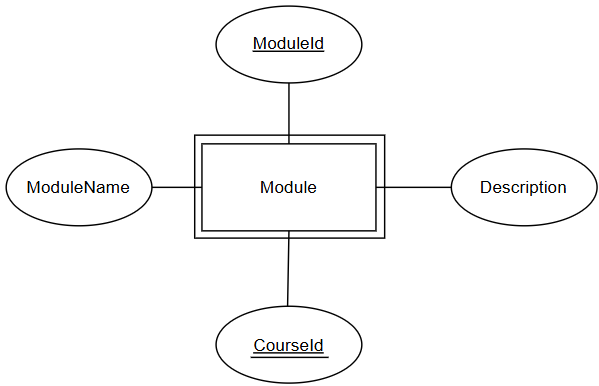 ModuleId
ModuleName
Module
Description
CourseId